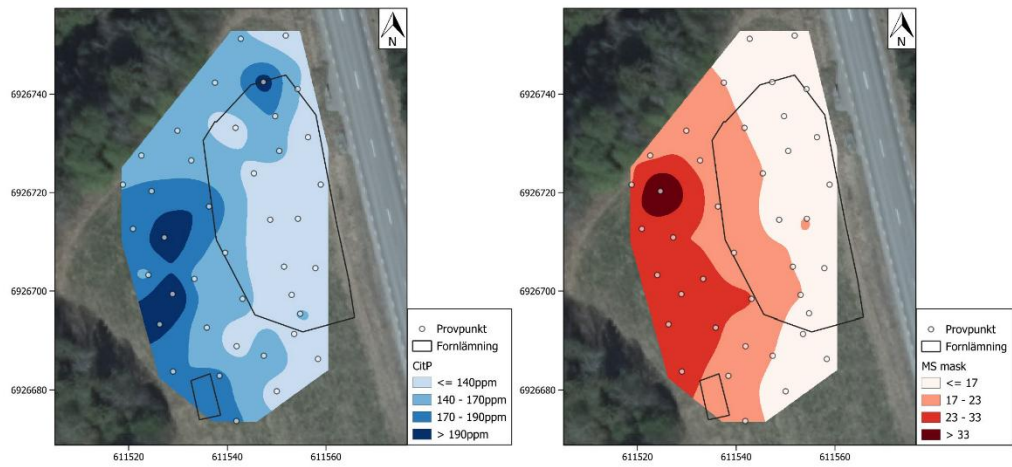 N
6926740
6926720
6926700
6926680
611520
611540
611560
Provpunkt
Fornlämning
CitP
<= 140ppm
140 - 170ppm
170 - 190ppm
> 190ppm
N
6926740
6926720
6926700
6926680
611520
611540
611560
Provpunkt
Fornlämning
MS mask
<= 17
17 - 23
23 - 33
> 33